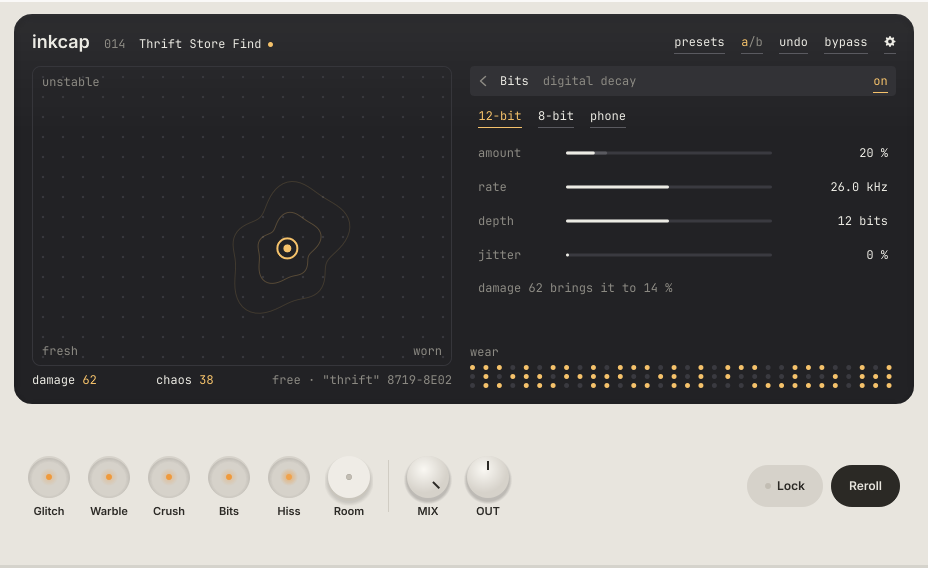 inkcap 014 Thrift Store Find
presets a/b undo bypass
unstable
fresh worn
damage 62 chaos 38 free · "thrift" 8719-8E02
Bits digital decay on
12-bit 8-bit phone
amount 20 %
rate 26.0 kHz
depth 12 bits
jitter 0 %
damage 62 brings it to 14 %
wear
Glitch Warble Crush Bits Hiss Room MIX OUT
Lock Reroll